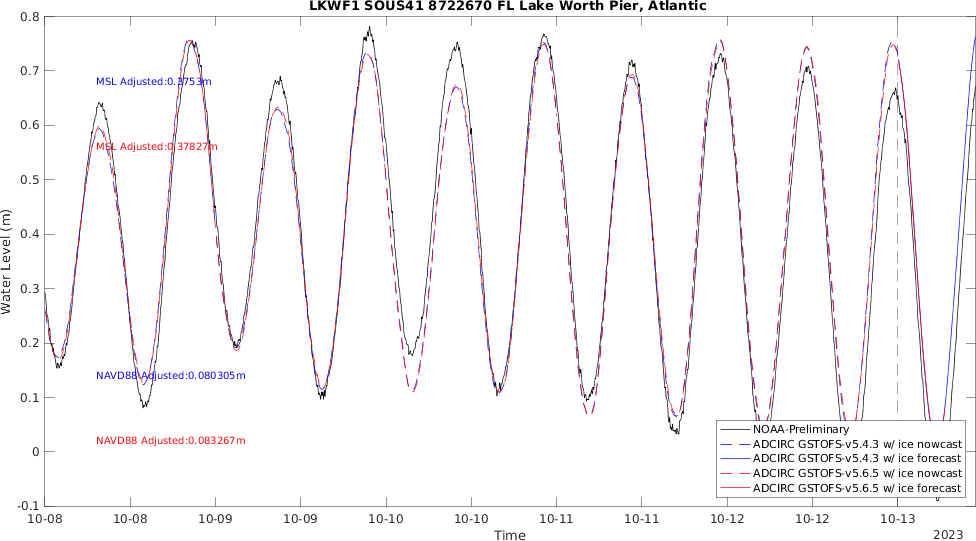 LKWF1 SOUS41 8722670 FL Lake Worth Pier, Atlantic
0.8
0.7
0.6
0.5
0.4
0.3
0.2
0.1
0
-0.1
Water Level (m)
MSL Adjusted:0.3753m
MSL Adjusted:0.37827m
NAVD88 Adjusted:0.080305m
NAVD88 Adjusted:0.083267m
NOAA-Preliminary
ADCIRC GSTOFS-v5.4.3 w/ ice nowcast
ADCIRC GSTOFS-v5.4.3 w/ ice forecast
ADCIRC GSTOFS-v5.6.5 w/ ice nowcast
ADCIRC GSTOFS-v5.6.5 w/ ice forecast
10-08 10-08 10-09 10-09 10-10 10-10 10-11 10-11 10-12 10-12 10-13
Time
2023